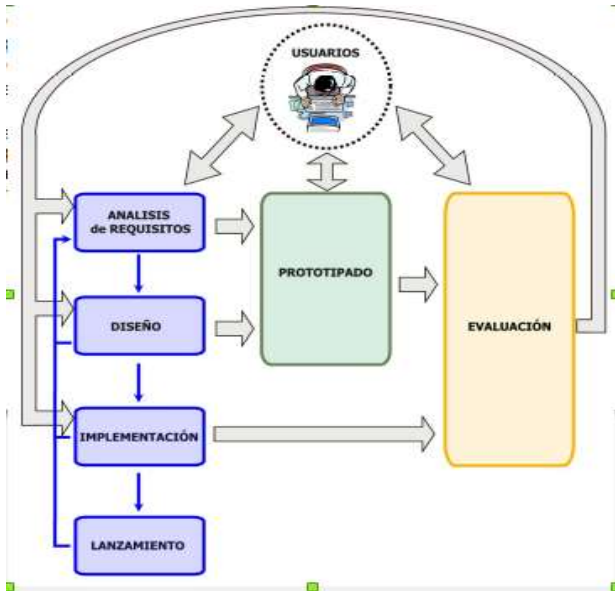 USUARIOS
ANALISIS
de REQUISITOS
PROTOTIPADO
DISEÑO
EVALUACIÓN
IMPLEMENTACIÓN
LANZAMIENTO